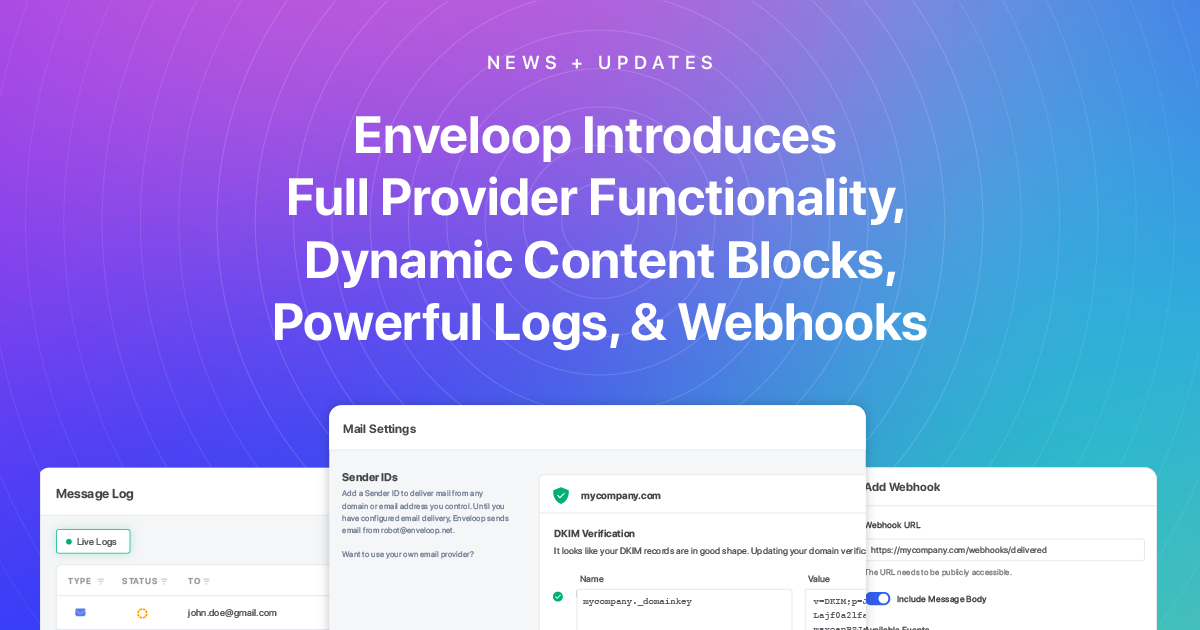 NEWS + UPDATES
Enveloop Introduces
Full Provider Functionality,
Dynamic Content Blocks,
Powerful Logs, & Webhooks
Message Log
Live Logs
TYPE STATUS TO
john.doe@gmail.com
Mail Settings
Sender IDs
Add a Sender ID to deliver mail from any
domain or email address you control. Until you
have configured email delivery, Enveloop sends
email from robot@enveloop.net.
Want to use your own email provider?
mycompany.com
DKIM Verification
It looks like your DKIM records are in good shape. Updating your domain verific
Name Value
mycompany._domainkey
v=DKIM;p=
Lajf0a2lfa
Add Webhook
Webhook URL
https://mycompany.com/webhooks/delivered
The URL needs to be publicly accessible.
Include Message Body
Available Events